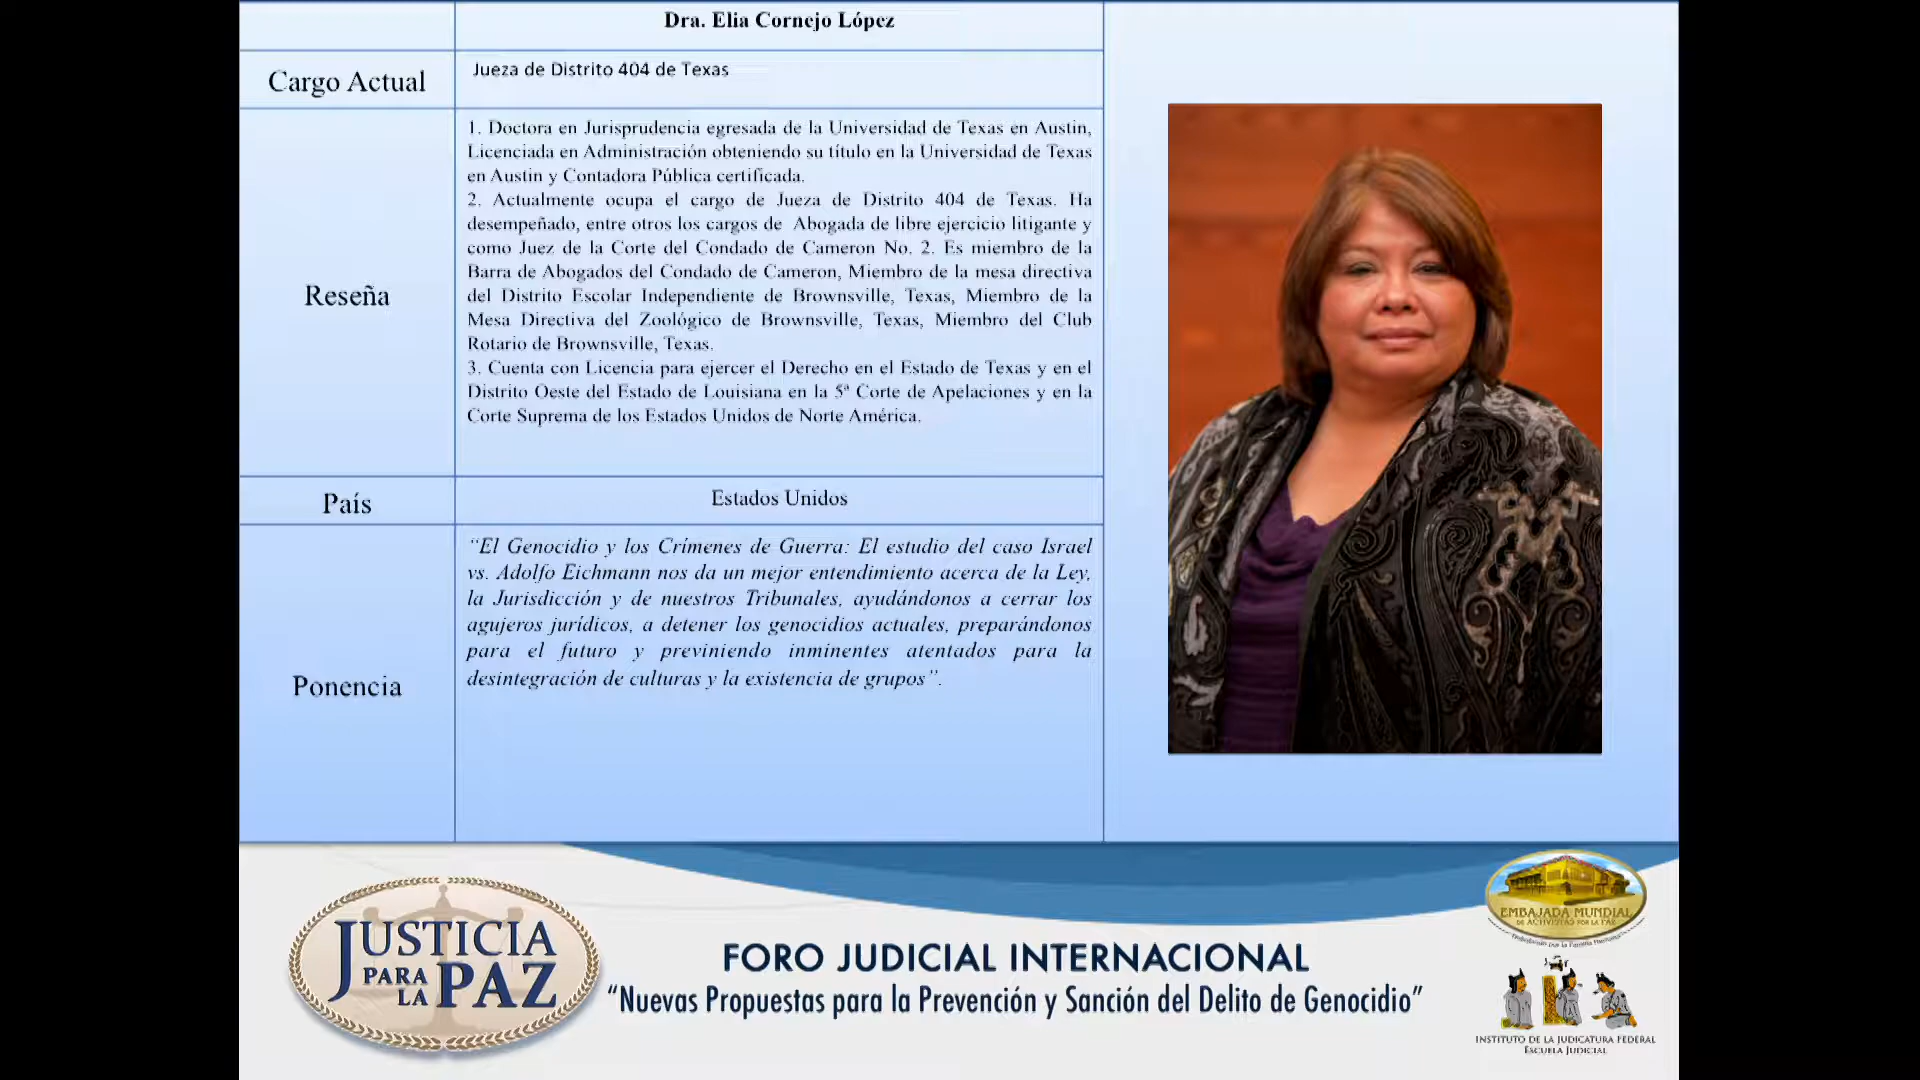 Dra. Elia Cornejo López
Cargo Actual
Jueza de Distrito 404 de Texas
Reseña
1. Doctora en Jurisprudencia egresada de la Universidad de Texas en Austin,
Licenciada en Administración obteniendo su título en la Universidad de Texas
en Austin y Contadora Pública certificada.
2. Actualmente ocupa el cargo de Jueza de Distrito 404 de Texas. Ha
desempeñado, entre otros los cargos de Abogada de libre ejercicio litigante y
como Juez de la Corte del Condado de Cameron No. 2. Es miembro de la
Barra de Abogados del Condado de Cameron, Miembro de la mesa directiva
del Distrito Escolar Independiente de Brownsville, Texas, Miembro de la
Mesa Directiva del Zoológico de Brownsville, Texas, Miembro del Club
Rotario de Brownsville, Texas.
3. Cuenta con Licencia para ejercer el Derecho en el Estado de Texas y en el
Distrito Oeste del Estado de Louisiana en la 5ª Corte de Apelaciones y en la
Corte Suprema de los Estados Unidos de Norte América.
País
Estados Unidos
Ponencia
“El Genocidio y los Crímenes de Guerra: El estudio del caso Israel
vs. Adolfo Eichmann nos da un mejor entendimiento acerca de la Ley,
la Jurisdicción y de nuestros Tribunales, ayudándonos a cerrar los
agujeros jurídicos, a detener los genocidios actuales, preparándonos
para el futuro y previniendo inminentes atentados para la
desintegración de culturas y la existencia de grupos”.
JUSTICIA
PARA LA PAZ
FORO JUDICIAL INTERNACIONAL
“Nuevas Propuestas para la Prevención y Sanción del Delito de Genocidio”
EMBAJADA MUNDIAL
DE ACTIVISTAS POR LA PAZ
INSTITUTO DE LA JUDICATURA FEDERAL
ESCUELA JUDICIAL